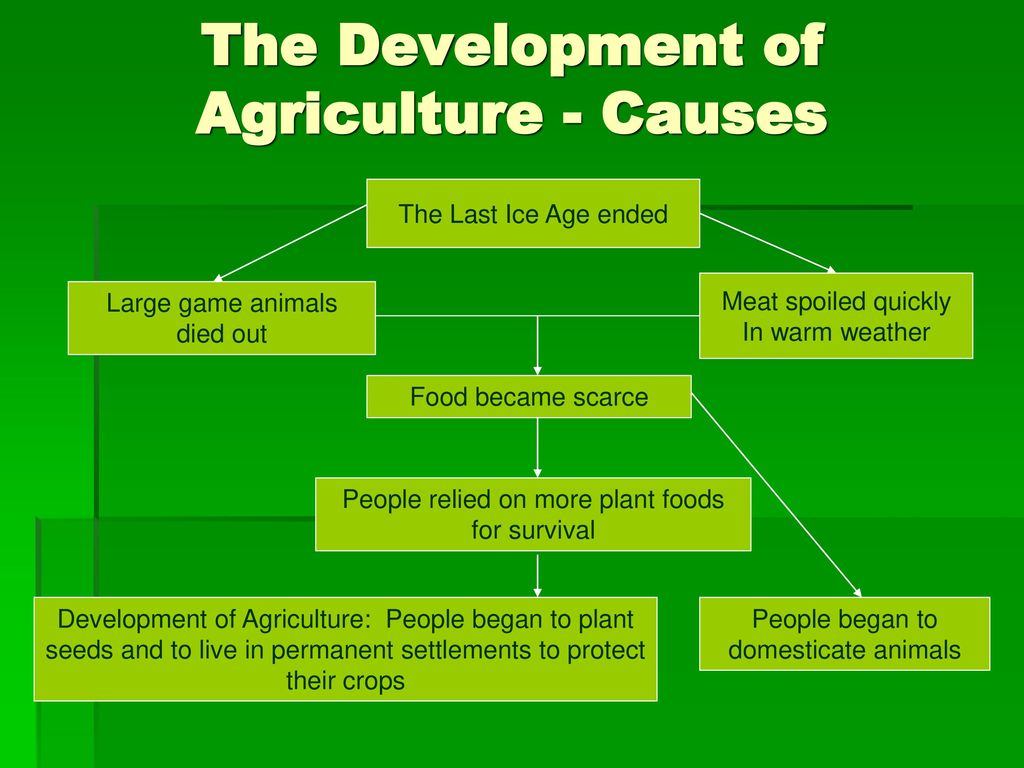 The Development of
Agriculture - Causes
The Last Ice Age ended
Large game animals
died out
Meat spoiled quickly
In warm weather
Food became scarce
People relied on more plant foods
for survival
Development of Agriculture:  People began to plant
seeds and to live in permanent settlements to protect
their crops
People began to
domesticate animals